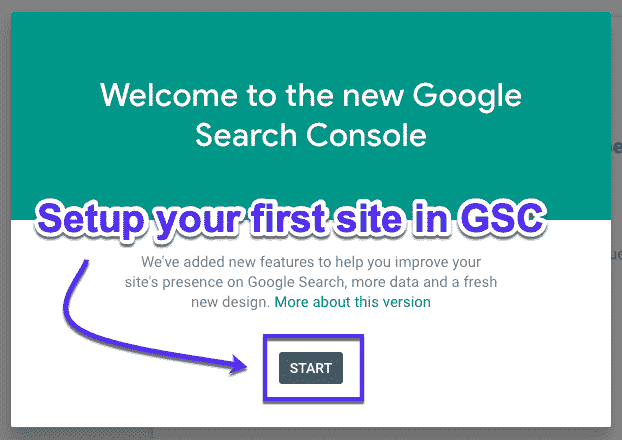 Welcome to the new Google
Search Console
Setup your first site in GSC
We've added new features to help you improve your
site's presence on Google Search, more data and a fresh
new design. More about this version
START